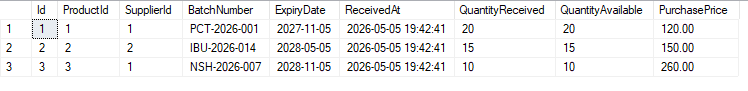 Id ProductId SupplierId BatchNumber ExpiryDate ReceivedAt QuantityReceived QuantityAvailable PurchasePrice
1 1 1 1 PCT-2026-001 2027-11-05 2026-05-05 19:42:41 20 20 120.00
2 2 2 2 IBU-2026-014 2028-05-05 2026-05-05 19:42:41 15 15 150.00
3 3 3 1 NSH-2026-007 2028-11-05 2026-05-05 19:42:41 10 10 260.00